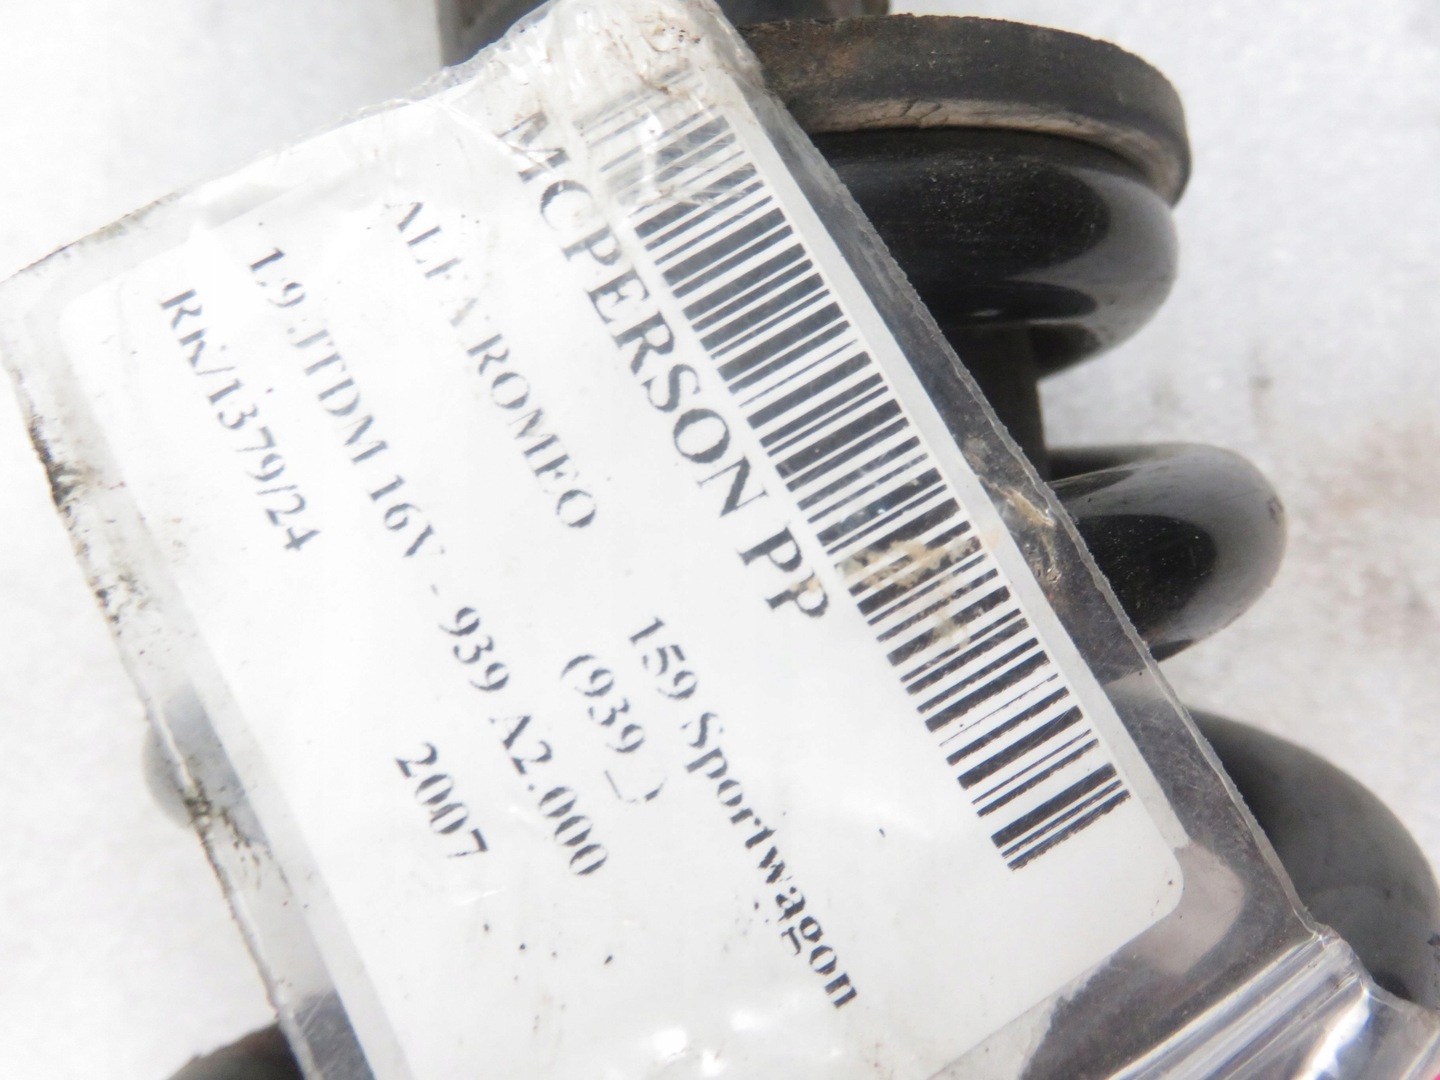 MCPERSON PP
ALFA ROMEO 159 Sportwagon
(939_)
1.9 JTDM 16V - 939 A2.000
RK/1379/24 2007